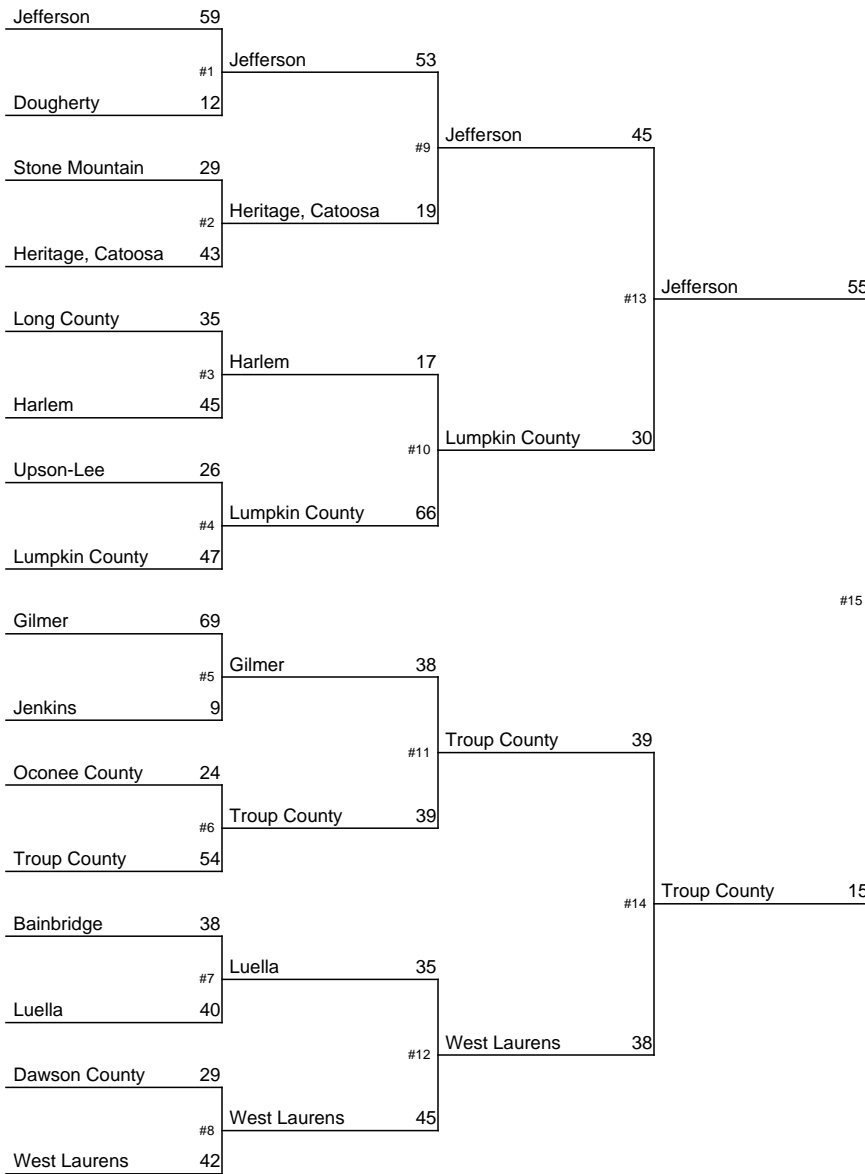 Jefferson 59
Jefferson 53
#1
Dougherty 12
Jefferson 45
#9
Stone Mountain 29
Heritage, Catoosa 19
#2
Heritage, Catoosa 43
Jefferson 55
#13
Long County 35
Harlem 17
#3
Harlem 45
Lumpkin County 30
#10
Upson-Lee 26
Lumpkin County 66
#4
Lumpkin County 47
#15
Gilmer 69
Gilmer 38
#5
Jenkins 9
Troup County 39
#11
Oconee County 24
Troup County 39
#6
Troup County 54
Troup County 15
#14
Bainbridge 38
Luella 35
#7
Luella 40
West Laurens 38
#12
Dawson County 29
West Laurens 45
#8
West Laurens 42